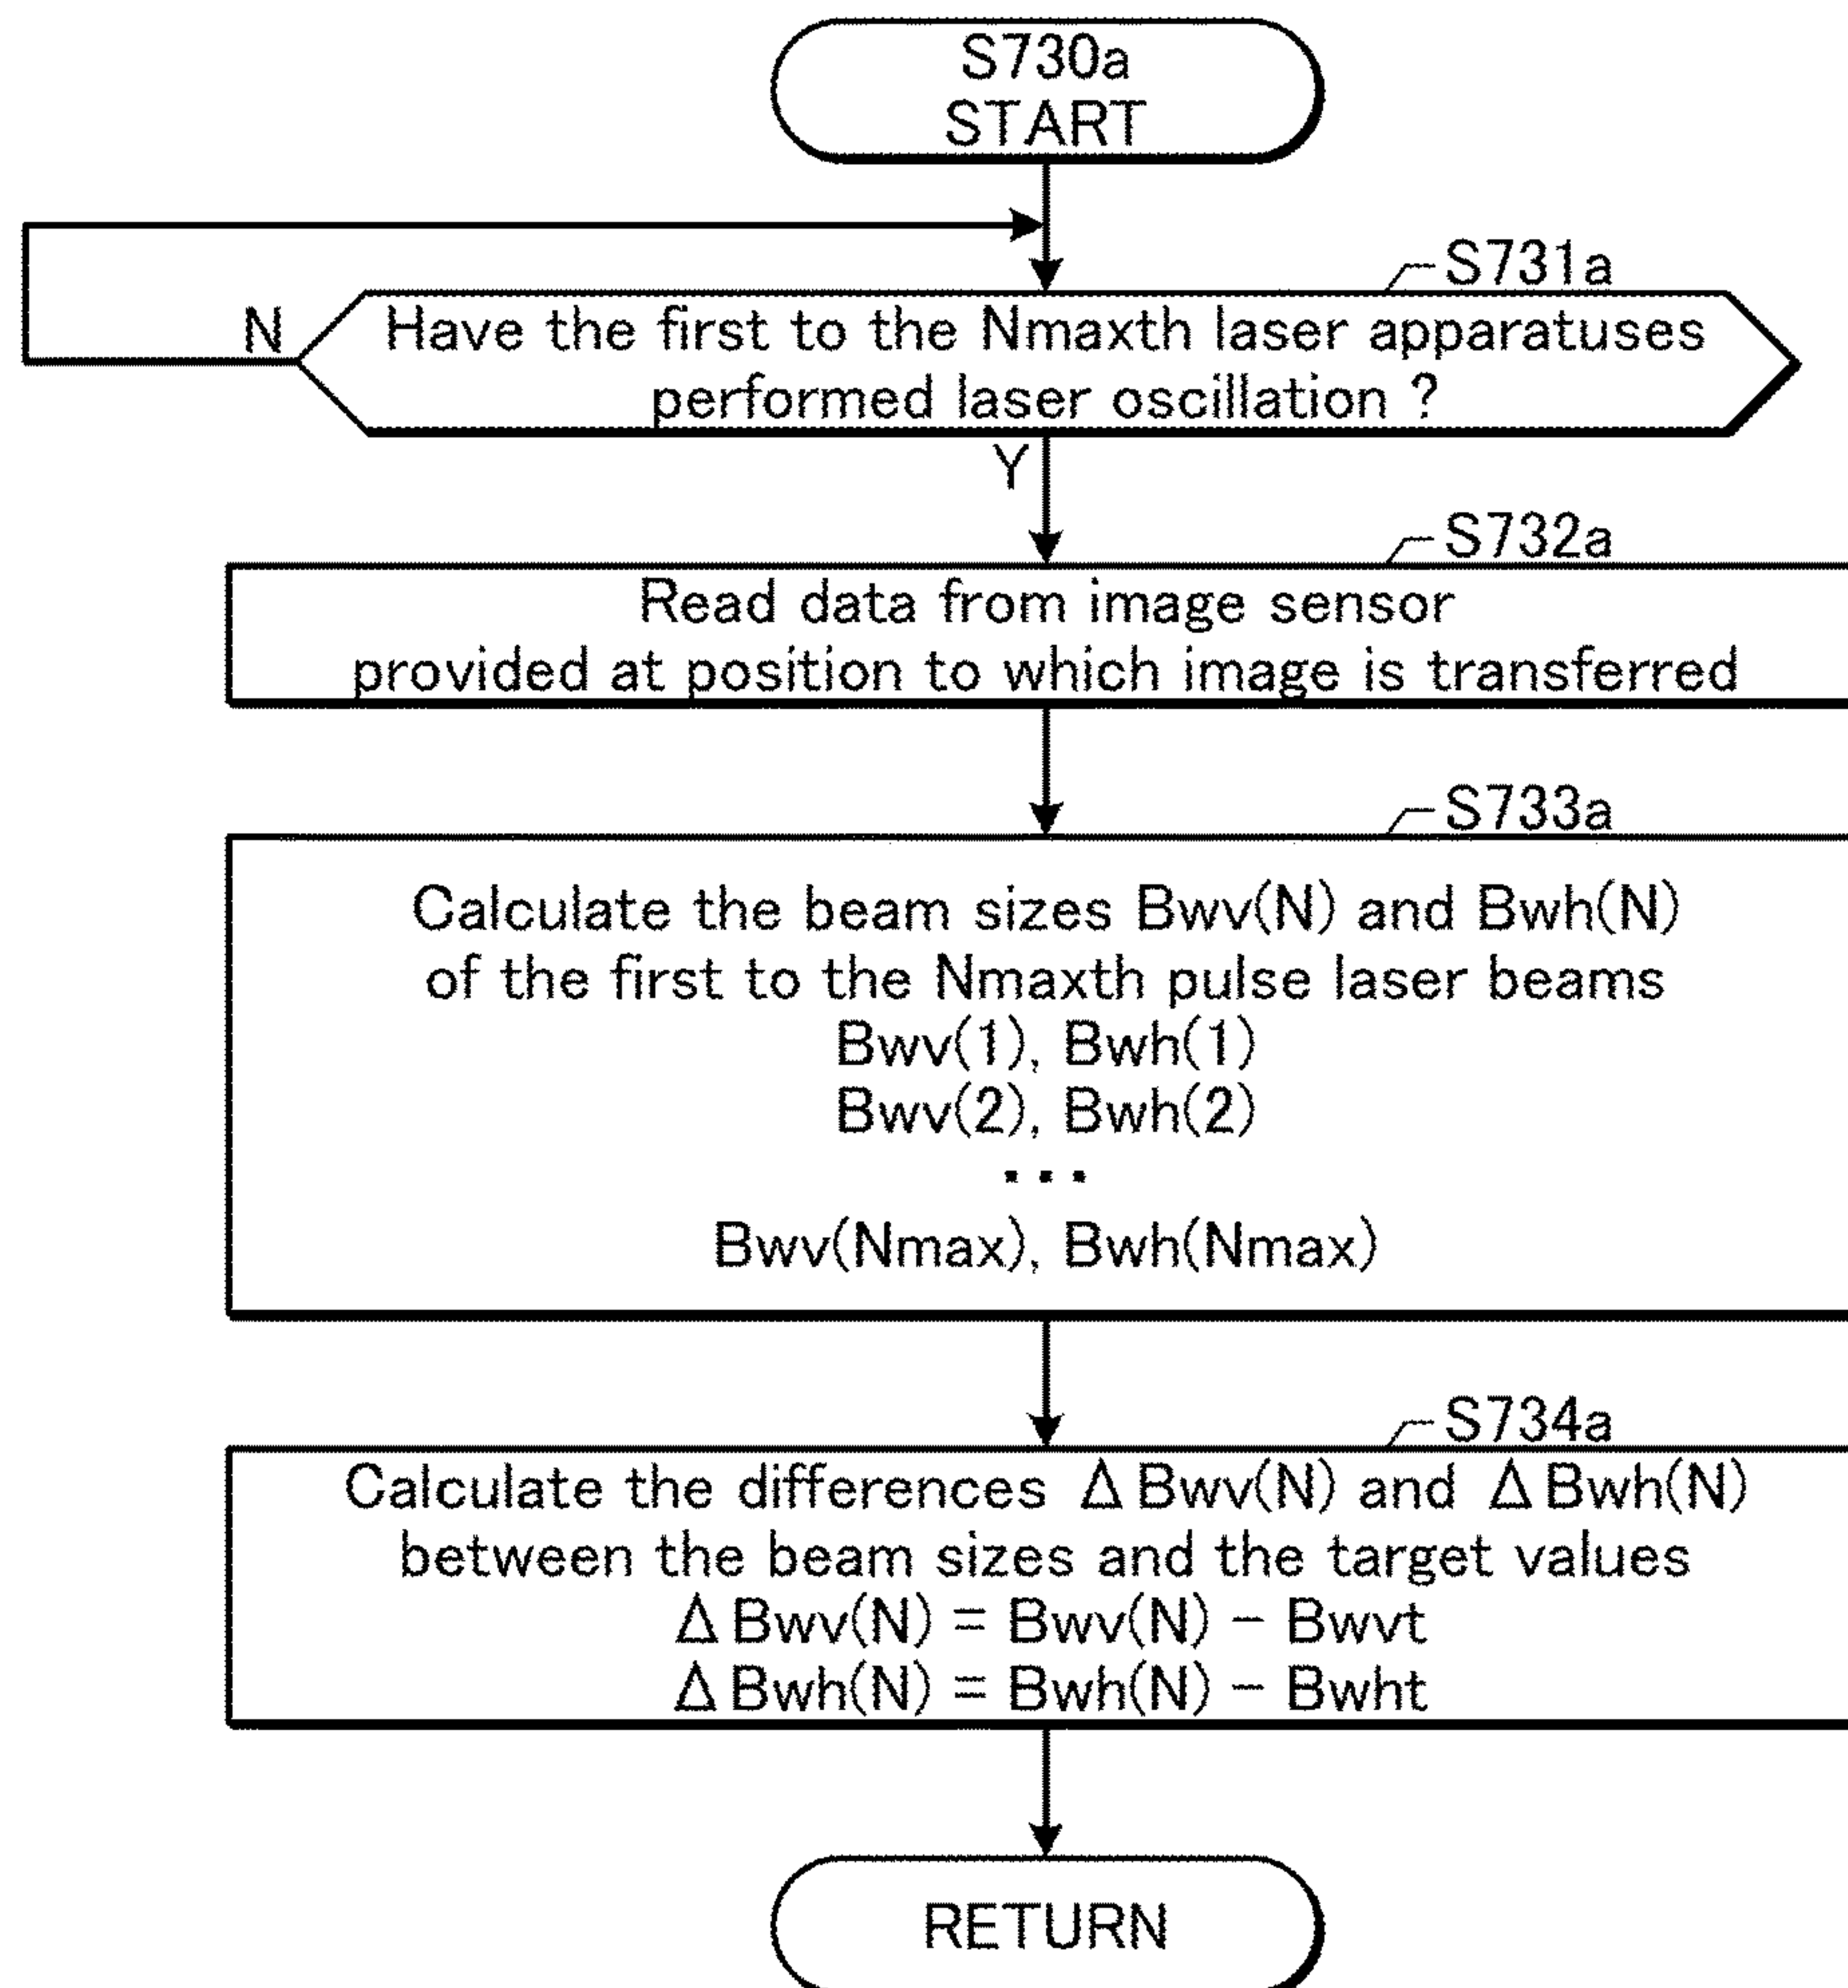 S730a
START
S731a
N
Have the first to the Nmaxth laser apparatuses
performed laser oscillation ?
Y
S732a
Read data from image sensor
provided at position to which image is transferred
S733a
Calculate the beam sizes Bwv(N) and Bwh(N)
of the first to the Nmaxth pulse laser beams
Bwv(1), Bwh(1)
Bwv(2), Bwh(2)
...
Bwv(Nmax), Bwh(Nmax)
S734a
Calculate the differences ΔBwv(N) and ΔBwh(N)
between the beam sizes and the target values
ΔBwv(N) = Bwv(N) - Bwvt
ΔBwh(N) = Bwh(N) - Bwht
RETURN